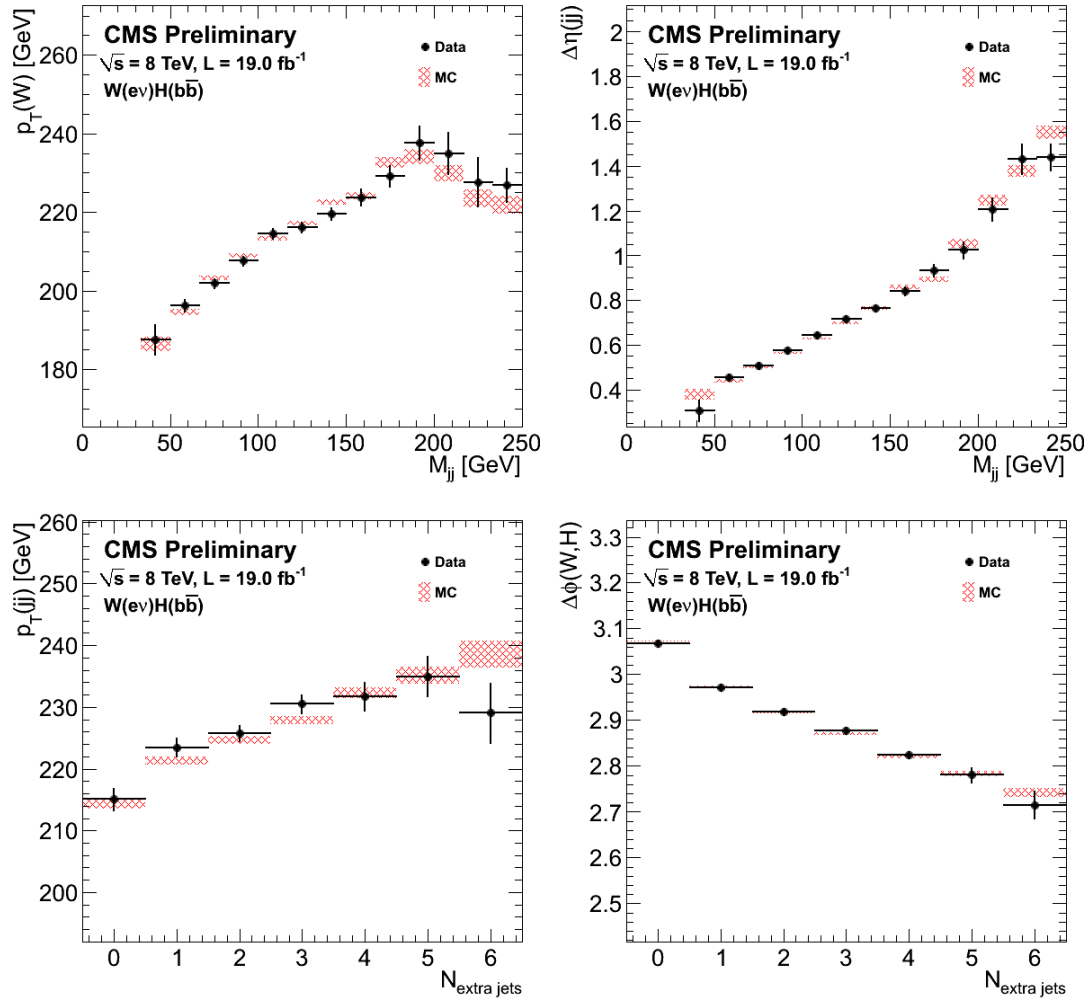 p_T(W) [GeV]
260
240
220
200
180
CMS Preliminary
√s = 8 TeV, L = 19.0 fb⁻¹
W(eν)H(bb̅)
Data
MC
0 50 100 150 200 250
M_jj [GeV]
Δη(jj)
2
1.8
1.6
1.4
1.2
1
0.8
0.6
0.4
CMS Preliminary
√s = 8 TeV, L = 19.0 fb⁻¹
W(eν)H(bb̅)
Data
MC
0 50 100 150 200 250
M_jj [GeV]
p_T(jj) [GeV]
260
250
240
230
220
210
200
CMS Preliminary
√s = 8 TeV, L = 19.0 fb⁻¹
W(eν)H(bb̅)
Data
MC
0 1 2 3 4 5 6
N_extra jets
Δϕ(W,H)
3.3
3.2
3.1
3
2.9
2.8
2.7
2.6
2.5
CMS Preliminary
√s = 8 TeV, L = 19.0 fb⁻¹
W(eν)H(bb̅)
Data
MC
0 1 2 3 4 5 6
N_extra jets